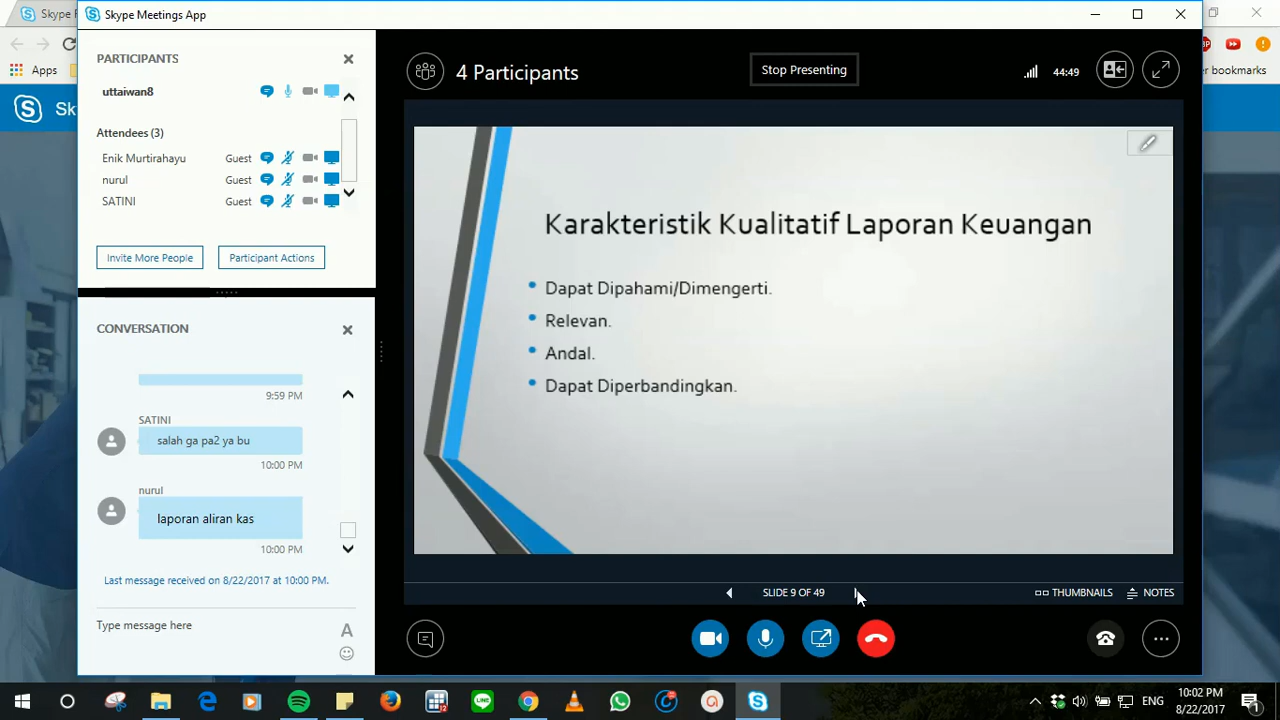 Skype
Skype Meetings App
Apps
er bookmarks
Sk
PARTICIPANTS
uttaiwan8
Attendees (3)
Enik Murtirahayu Guest
nurul Guest
SATINI Guest
Invite More People
Participant Actions
CONVERSATION
9:59 PM
SATINI
salah ga pa2 ya bu
10:00 PM
nurul
laporan aliran kas
10:00 PM
Last message received on 8/22/2017 at 10:00 PM.
Type message here
A
4 Participants
Stop Presenting
44:49
Karakteristik Kualitatif Laporan Keuangan
Dapat Dipahami/Dimengerti.
Relevan.
Andal.
Dapat Diperbandingkan.
SLIDE 9 OF 49
THUMBNAILS
NOTES
ENG
10:02 PM
8/22/2017